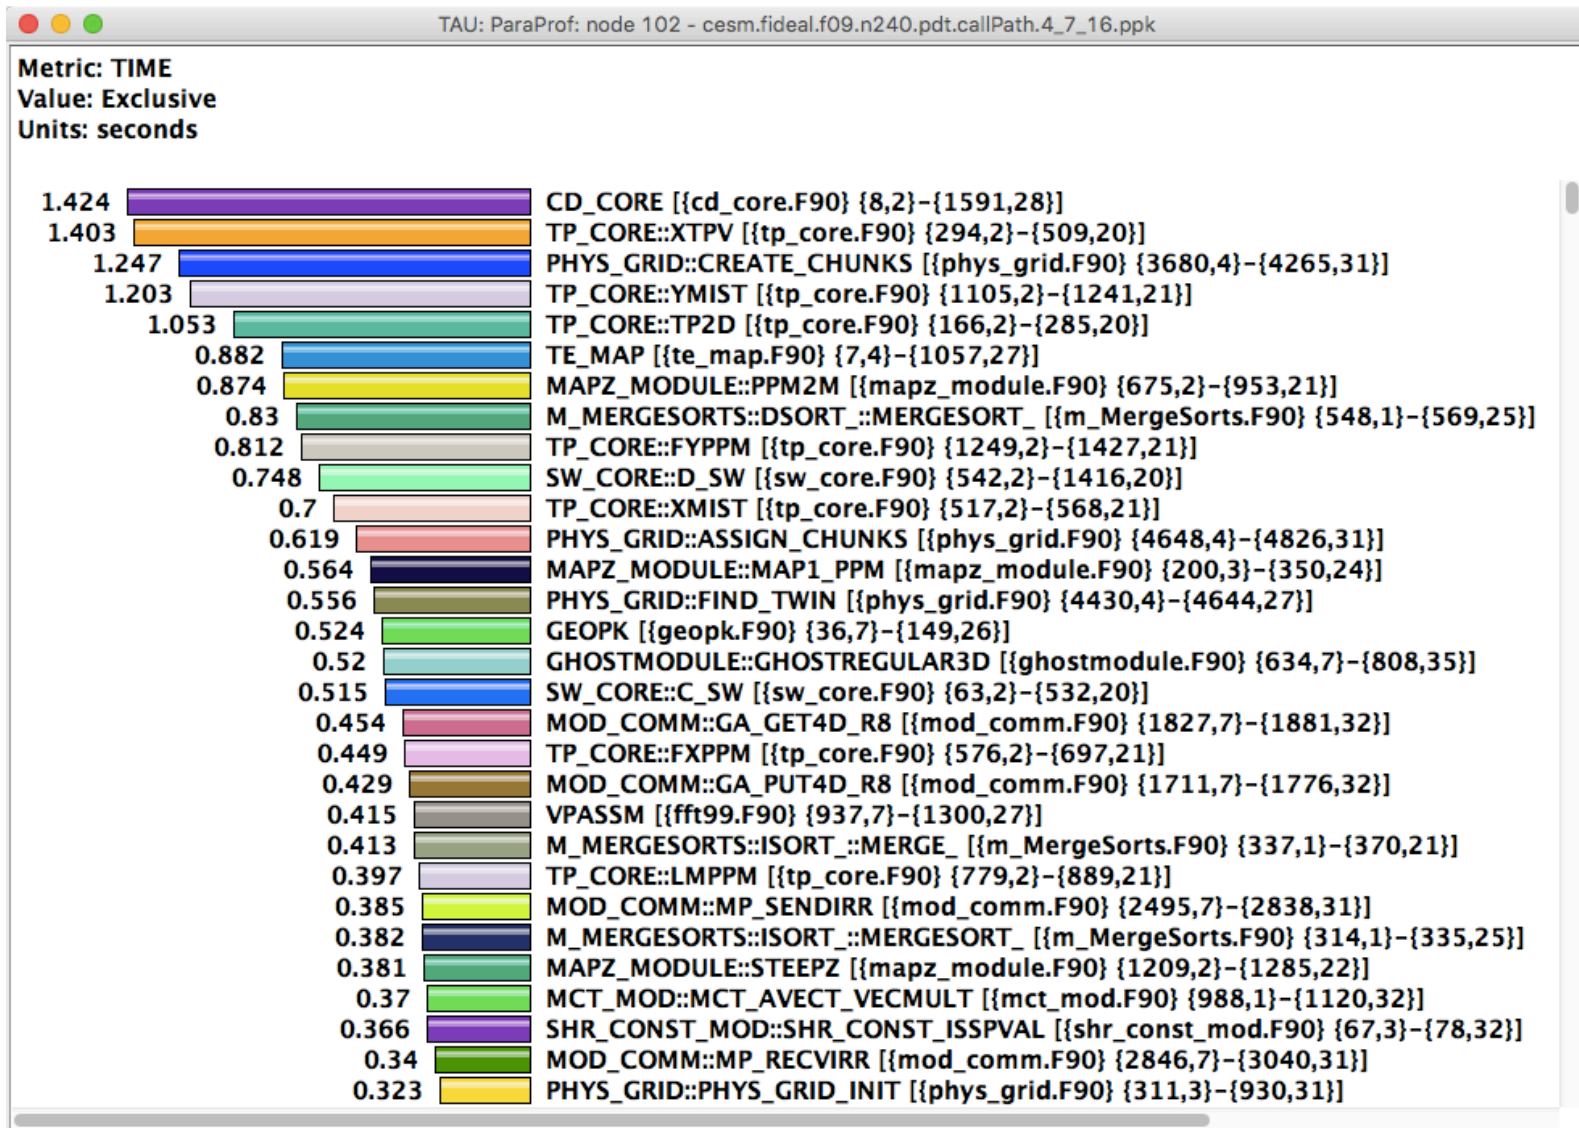 TAU: ParaProf: node 102 - cesm.fideal.f09.n240.pdt.callPath.4_7_16.ppk
Metric: TIME
Value: Exclusive
Units: seconds
1.424 CD_CORE [{cd_core.F90} {8,2}-{1591,28}]
1.403 TP_CORE::XTPV [{tp_core.F90} {294,2}-{509,20}]
1.247 PHYS_GRID::CREATE_CHUNKS [{phys_grid.F90} {3680,4}-{4265,31}]
1.203 TP_CORE::YMIST [{tp_core.F90} {1105,2}-{1241,21}]
1.053 TP_CORE::TP2D [{tp_core.F90} {166,2}-{285,20}]
0.882 TE_MAP [{te_map.F90} {7,4}-{1057,27}]
0.874 MAPZ_MODULE::PPM2M [{mapz_module.F90} {675,2}-{953,21}]
0.83 M_MERGESORTS::DSORT_::MERGESORT_ [{m_MergeSorts.F90} {548,1}-{569,25}]
0.812 TP_CORE::FYPPM [{tp_core.F90} {1249,2}-{1427,21}]
0.748 SW_CORE::D_SW [{sw_core.F90} {542,2}-{1416,20}]
0.7 TP_CORE::XMIST [{tp_core.F90} {517,2}-{568,21}]
0.619 PHYS_GRID::ASSIGN_CHUNKS [{phys_grid.F90} {4648,4}-{4826,31}]
0.564 MAPZ_MODULE::MAP1_PPM [{mapz_module.F90} {200,3}-{350,24}]
0.556 PHYS_GRID::FIND_TWIN [{phys_grid.F90} {4430,4}-{4644,27}]
0.524 GEOPK [{geopk.F90} {36,7}-{149,26}]
0.52 GHOSTMODULE::GHOSTREGULAR3D [{ghostmodule.F90} {634,7}-{808,35}]
0.515 SW_CORE::C_SW [{sw_core.F90} {63,2}-{532,20}]
0.454 MOD_COMM::GA_GET4D_R8 [{mod_comm.F90} {1827,7}-{1881,32}]
0.449 TP_CORE::FXPPM [{tp_core.F90} {576,2}-{697,21}]
0.429 MOD_COMM::GA_PUT4D_R8 [{mod_comm.F90} {1711,7}-{1776,32}]
0.415 VPASSM [{fft99.F90} {937,7}-{1300,27}]
0.413 M_MERGESORTS::ISORT_::MERGE_ [{m_MergeSorts.F90} {337,1}-{370,21}]
0.397 TP_CORE::LMPPM [{tp_core.F90} {779,2}-{889,21}]
0.385 MOD_COMM::MP_SENDIRR [{mod_comm.F90} {2495,7}-{2838,31}]
0.382 M_MERGESORTS::ISORT_::MERGESORT_ [{m_MergeSorts.F90} {314,1}-{335,25}]
0.381 MAPZ_MODULE::STEEPZ [{mapz_module.F90} {1209,2}-{1285,22}]
0.37 MCT_MOD::MCT_AVECT_VECMULT [{mct_mod.F90} {988,1}-{1120,32}]
0.366 SHR_CONST_MOD::SHR_CONST_ISSPVAL [{shr_const_mod.F90} {67,3}-{78,32}]
0.34 MOD_COMM::MP_RECVIRR [{mod_comm.F90} {2846,7}-{3040,31}]
0.323 PHYS_GRID::PHYS_GRID_INIT [{phys_grid.F90} {311,3}-{930,31}]